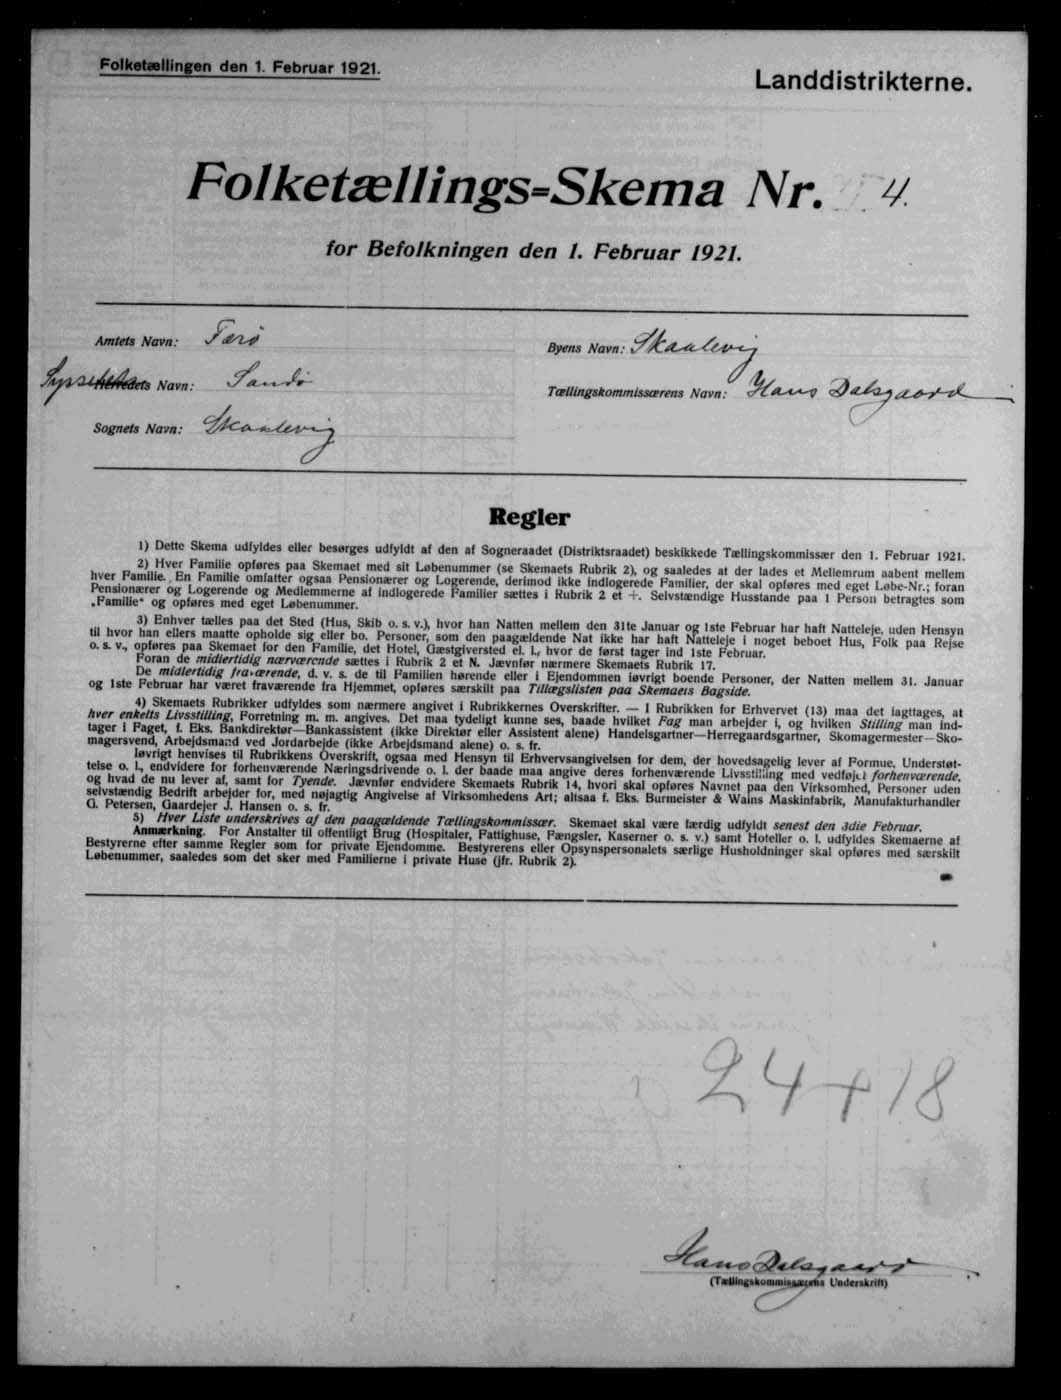 Folketællingen den 1. Februar 1921.
Landdistrikterne.
Folketællings=Skema Nr. 4.
for Befolkningen den 1. Februar 1921.
Amtets Navn: Færø
Byens Navn: Skaalevig
Herredets Navn: Sandø
Tællingskommissærens Navn: Hans Dalsgaard
Sognets Navn: Skaalevig
Regler
1) Dette Skema udfyldes eller besørges udfyldt af den af Sogneraadet (Distriktsraadet) beskikkede Tællingskommissær den 1. Februar 1921.
2) Hver Familie opføres paa Skemaet med sit Løbenummer (se Skemaets Rubrik 2), og saaledes at der lades et Mellemrum aabent mellem
hver Familie. En Familie omfatter ogsaa Pensionærer og Logerende, derimod ikke indlogerede Familier, der skal opføres med eget Løbe-Nr.; foran
Pensionærer og Logerende og Medlemmerne af indlogerede Familier sættes i Rubrik 2 et +. Selvstændige Husstande paa 1 Person betragtes som
„Familie“ og opføres med eget Løbenummer.
3) Enhver tælles paa det Sted (Hus, Skib o. s. v.), hvor han Natten mellem den 31te Januar og 1ste Februar har haft Natteleje, uden Hensyn
til hvor han ellers maatte opholde sig eller bo. Personer, som den paagældende Nat ikke har haft Natteleje i noget beboet Hus, Folk paa Rejse
o. s. v., opføres paa Skemaet for den Familie, det Hotel, Gæstgiversted el. l., hvor de først tager ind 1ste Februar.
Foran de midlertidig nærværende sættes i Rubrik 2 et N. Jævnfør nærmere Skemaets Rubrik 17.
De midlertidig fraværende, d. v. s. de til Familien hørende eller i Ejendommen iøvrigt boende Personer, der Natten mellem 31. Januar
og 1ste Februar har været fraværende fra Hjemmet, opføres særskilt paa Tillægslisten paa Skemaets Bagside.
4) Skemaets Rubrikker udfyldes som nærmere angivet i Rubrikkernes Overskrifter. — I Rubrikken for Erhvervet (13) maa det iagttages, at
hver enkelts Livsstilling, Forretning m. m. angives. Det maa tydeligt kunne ses, baade hvilket Fag man arbejder i, og hvilken Stilling man ind-
tager i Faget, f. Eks. Bankdirektør—Bankassistent (ikke Direktør eller Assistent alene) Handelsgartner—Herregaardsgartner, Skomagermester—Sko-
magersvend, Arbejdsmand ved Jordarbejde (ikke Arbejdsmand alene) o. s. fr.
Iøvrigt henvises til Rubrikkens Overskrift, ogsaa med Hensyn til Erhvervsangivelsen for dem, der hovedsagelig lever af Formue, Understøt-
telse o. l., endvidere for forhenværende Næringsdrivende o. l. der baade maa angive deres forhenværende Livsstilling med vedføjet forhenværende,
og hvad de nu lever af, samt for Tyende. Jævnfør endvidere Skemaets Rubrik 14, hvori skal opføres Navnet paa den Virksomhed, Personer uden
selvstændig Bedrift arbejder for, med nøjagtig Angivelse af Virksomhedens Art; altsaa f. Eks. Burmeister & Wains Maskinfabrik, Manufakturhandler
G. Petersen, Gaardejer J. Hansen o. s. fr.
5) Hver Liste underskrives af den paagældende Tællingskommissær. Skemaet skal være færdig udfyldt senest den 3die Februar.
Anmærkning. For Anstalter til offentligt Brug (Hospitaler, Fattighuse, Fængsler, Kaserner o. s. v.) samt Hoteller o. l. udfyldes Skemaerne af
Bestyrerne efter samme Regler som for private Ejendomme. Bestyrerens eller Opsynspersonalets særlige Husholdninger skal opføres med særskilt
Løbenummer, saaledes som det sker med Familierne i private Huse (jfr. Rubrik 2).
24+18
Hans Dalsgaard
(Tællingskommissærens Underskrift)